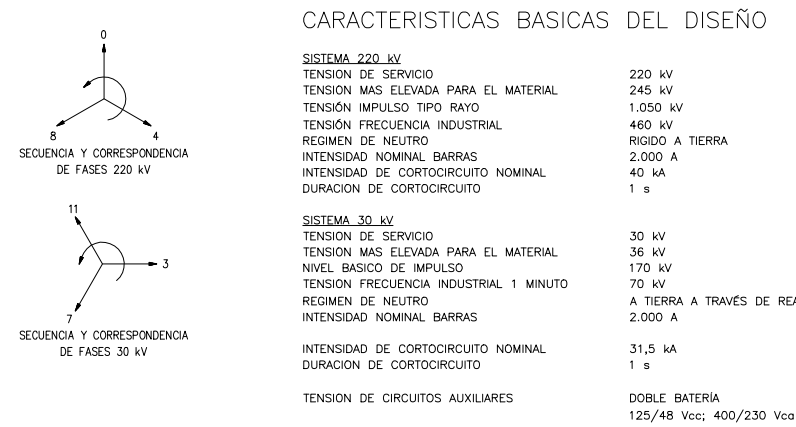 CARACTERISTICAS BASICAS DEL DISEÑO
0
8
4
SECUENCIA Y CORRESPONDENCIA
DE FASES 220 kV
11
3
7
SECUENCIA Y CORRESPONDENCIA
DE FASES 30 kV
SISTEMA 220 kV
TENSION DE SERVICIO 220 kV
TENSION MAS ELEVADA PARA EL MATERIAL 245 kV
TENSIÓN IMPULSO TIPO RAYO 1.050 kV
TENSIÓN FRECUENCIA INDUSTRIAL 460 kV
REGIMEN DE NEUTRO RIGIDO A TIERRA
INTENSIDAD NOMINAL BARRAS 2.000 A
INTENSIDAD DE CORTOCIRCUITO NOMINAL 40 kA
DURACION DE CORTOCIRCUITO 1 s
SISTEMA 30 kV
TENSION DE SERVICIO 30 kV
TENSION MAS ELEVADA PARA EL MATERIAL 36 kV
NIVEL BASICO DE IMPULSO 170 kV
TENSION FRECUENCIA INDUSTRIAL 1 MINUTO 70 kV
REGIMEN DE NEUTRO A TIERRA A TRAVÉS DE
INTENSIDAD NOMINAL BARRAS 2.000 A
INTENSIDAD DE CORTOCIRCUITO NOMINAL 31,5 kA
DURACION DE CORTOCIRCUITO 1 s
TENSION DE CIRCUITOS AUXILIARES DOBLE BATERÍA
125/48 Vcc; 400/230 Vca